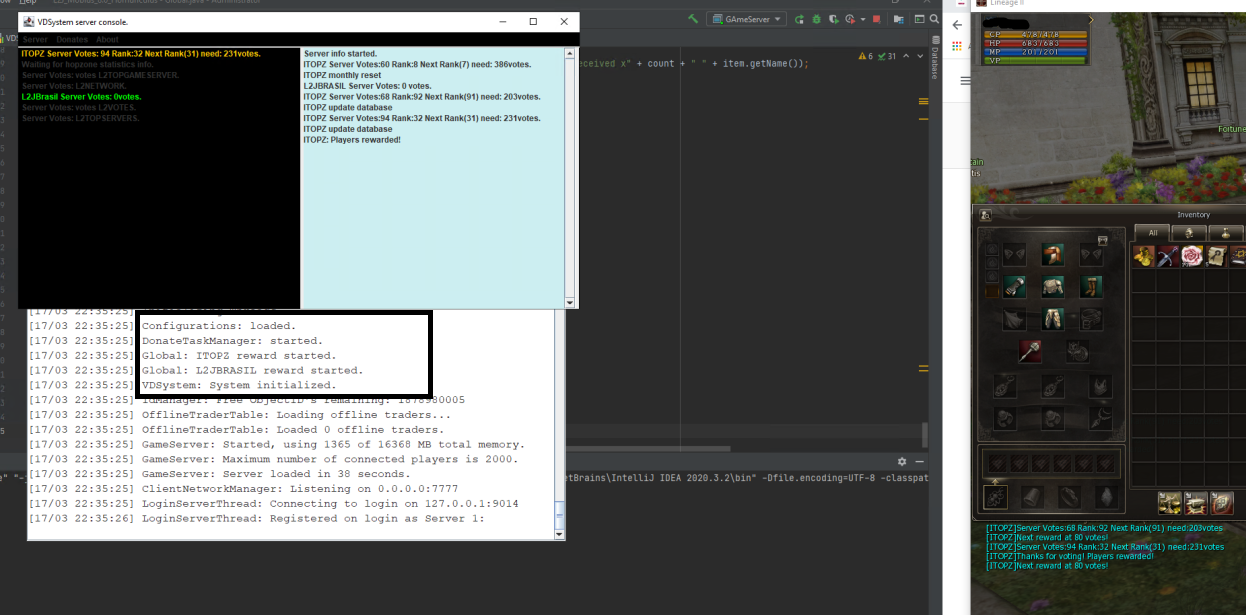 VDSystem server console.
Server Donates About
ITOPZ Server Votes: 94 Rank:32 Next Rank(31) need: 231votes.
Waiting for hopzone statistics info.
Server Votes: votes L2TOPGAMESERVER.
Server Votes: L2NETWORK.
L2JBrasil Server Votes: 0votes.
Server Votes: votes L2VOTES.
Server Votes: L2TOPSERVERS.
Server info started.
ITOPZ Server Votes:60 Rank:8 Next Rank(7) need: 386votes.
ITOPZ monthly reset
L2JBRASIL Server Votes: 0 votes.
ITOPZ Server Votes:68 Rank:92 Next Rank(91) need: 203votes.
ITOPZ update database
ITOPZ Server Votes:94 Rank:32 Next Rank(31) need: 231votes.
ITOPZ update database
ITOPZ: Players rewarded!
[17/03 22:35:25]
[17/03 22:35:25] Configurations: loaded.
[17/03 22:35:25] DonateTaskManager: started.
[17/03 22:35:25] Global: ITOPZ reward started.
[17/03 22:35:25] Global: L2JBRASIL reward started.
[17/03 22:35:25] VDSystem: System initialized.
[17/03 22:35:25] IdManager: Free ObjectID's remaining: 1878980005
[17/03 22:35:25] OfflineTraderTable: Loading offline traders...
[17/03 22:35:25] OfflineTraderTable: Loaded 0 offline traders.
[17/03 22:35:25] GameServer: Started, using 1365 of 16368 MB total memory.
[17/03 22:35:25] GameServer: Maximum number of connected players is 2000.
[17/03 22:35:25] GameServer: Server loaded in 38 seconds.
[17/03 22:35:25] ClientNetworkManager: Listening on 0.0.0.0:7777
[17/03 22:35:25] LoginServerThread: Connecting to login on 127.0.0.1:9014
[17/03 22:35:26] LoginServerThread: Registered on login as Server 1:
GAmeServer
eceived x" + count + " " + item.getName());
6 31
Database
etBrains\IntelliJ IDEA 2020.3.2\bin" -Dfile.encoding=UTF-8 -classpat
Lineage II
CP 478/478
HP 683/683
MP 201/201
VP
Fortune
tain
tis
Inventory
All
[ITOPZ]Server Votes:68 Rank:92 Next Rank(91) need:203votes
[ITOPZ]Next reward at 80 votes!
[ITOPZ]Server Votes:94 Rank:32 Next Rank(31) need:231votes
[ITOPZ]Thanks for voting! Players rewarded!
[ITOPZ]Next reward at 80 votes!